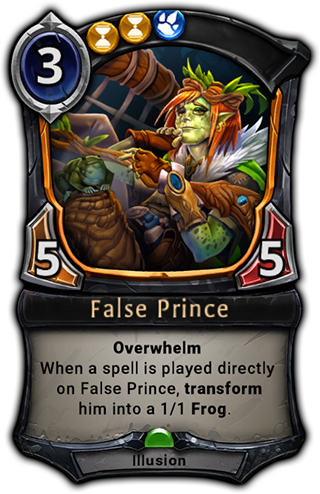 3
5
5
False Prince
Overwhelm
When a spell is played directly
on False Prince, transform
him into a 1/1 Frog.
Illusion